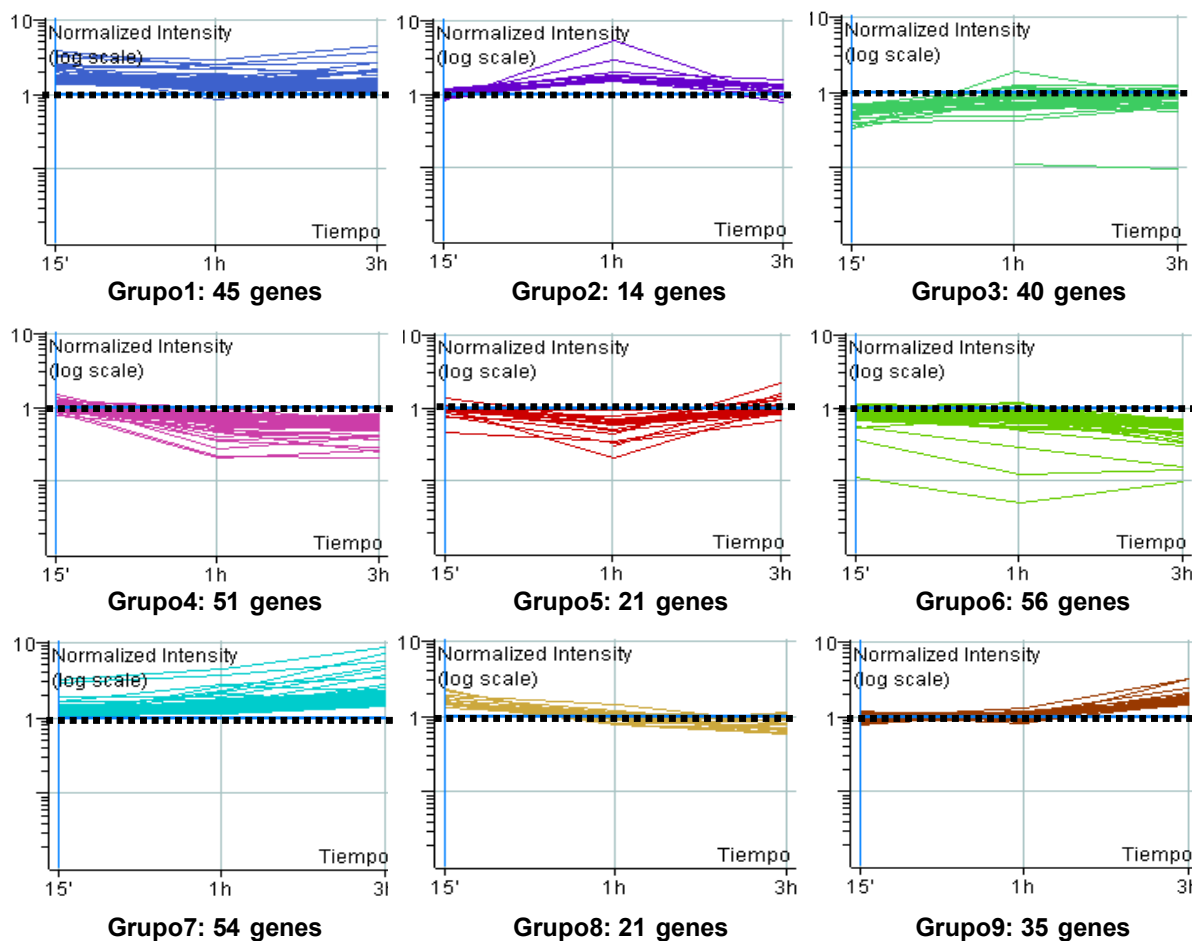 10
Normalized Intensity
(log scale)
1
Tiempo
15' 1h 3h
Grupo1: 45 genes
10
Normalized Intensity
(log scale)
1
Tiempo
15' 1h 3h
Grupo2: 14 genes
10
Normalized Intensity
(log scale)
1
Tiempo
15' 1h 3h
Grupo3: 40 genes
10
Normalized Intensity
(log scale)
1
Tiempo
15' 1h 3h
Grupo4: 51 genes
10
Normalized Intensity
(log scale)
1
Tiempo
15' 1h 3h
Grupo5: 21 genes
10
Normalized Intensity
(log scale)
1
Tiempo
15' 1h 3h
Grupo6: 56 genes
10
Normalized Intensity
(log scale)
1
Tiempo
15' 1h 3h
Grupo7: 54 genes
10
Normalized Intensity
(log scale)
1
Tiempo
15' 1h 3h
Grupo8: 21 genes
10
Normalized Intensity
(log scale)
1
Tiempo
15' 1h 3h
Grupo9: 35 genes